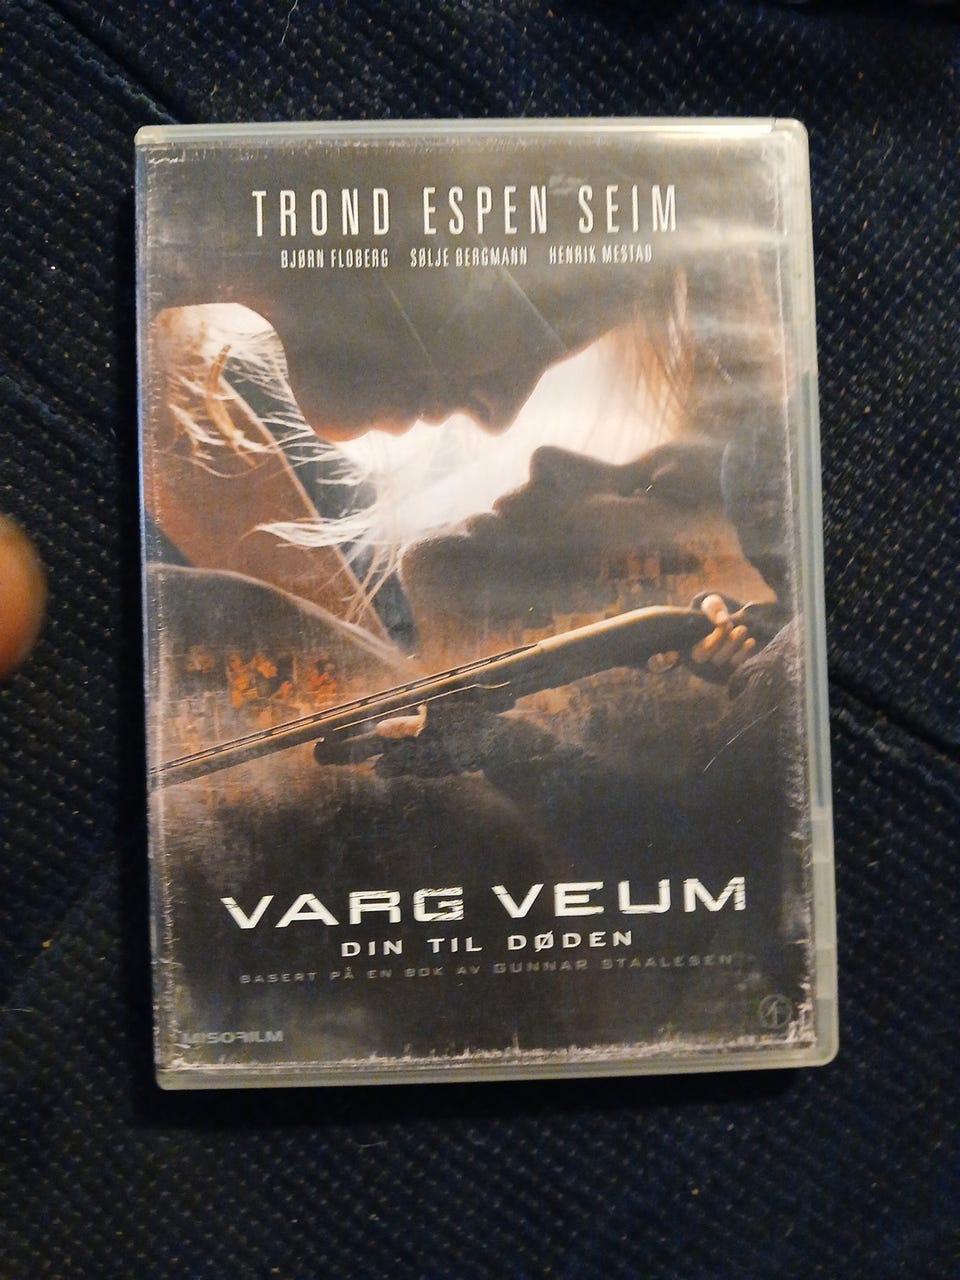 TROND ESPEN SEIM
BJØRN FLOBERG SØLJE BERGMANN HENRIK MESTAD
VARG VEUM
DIN TIL DØDEN
BASERT PÅ EN BOK AV GUNNAR STAALESEN
MISOFILM